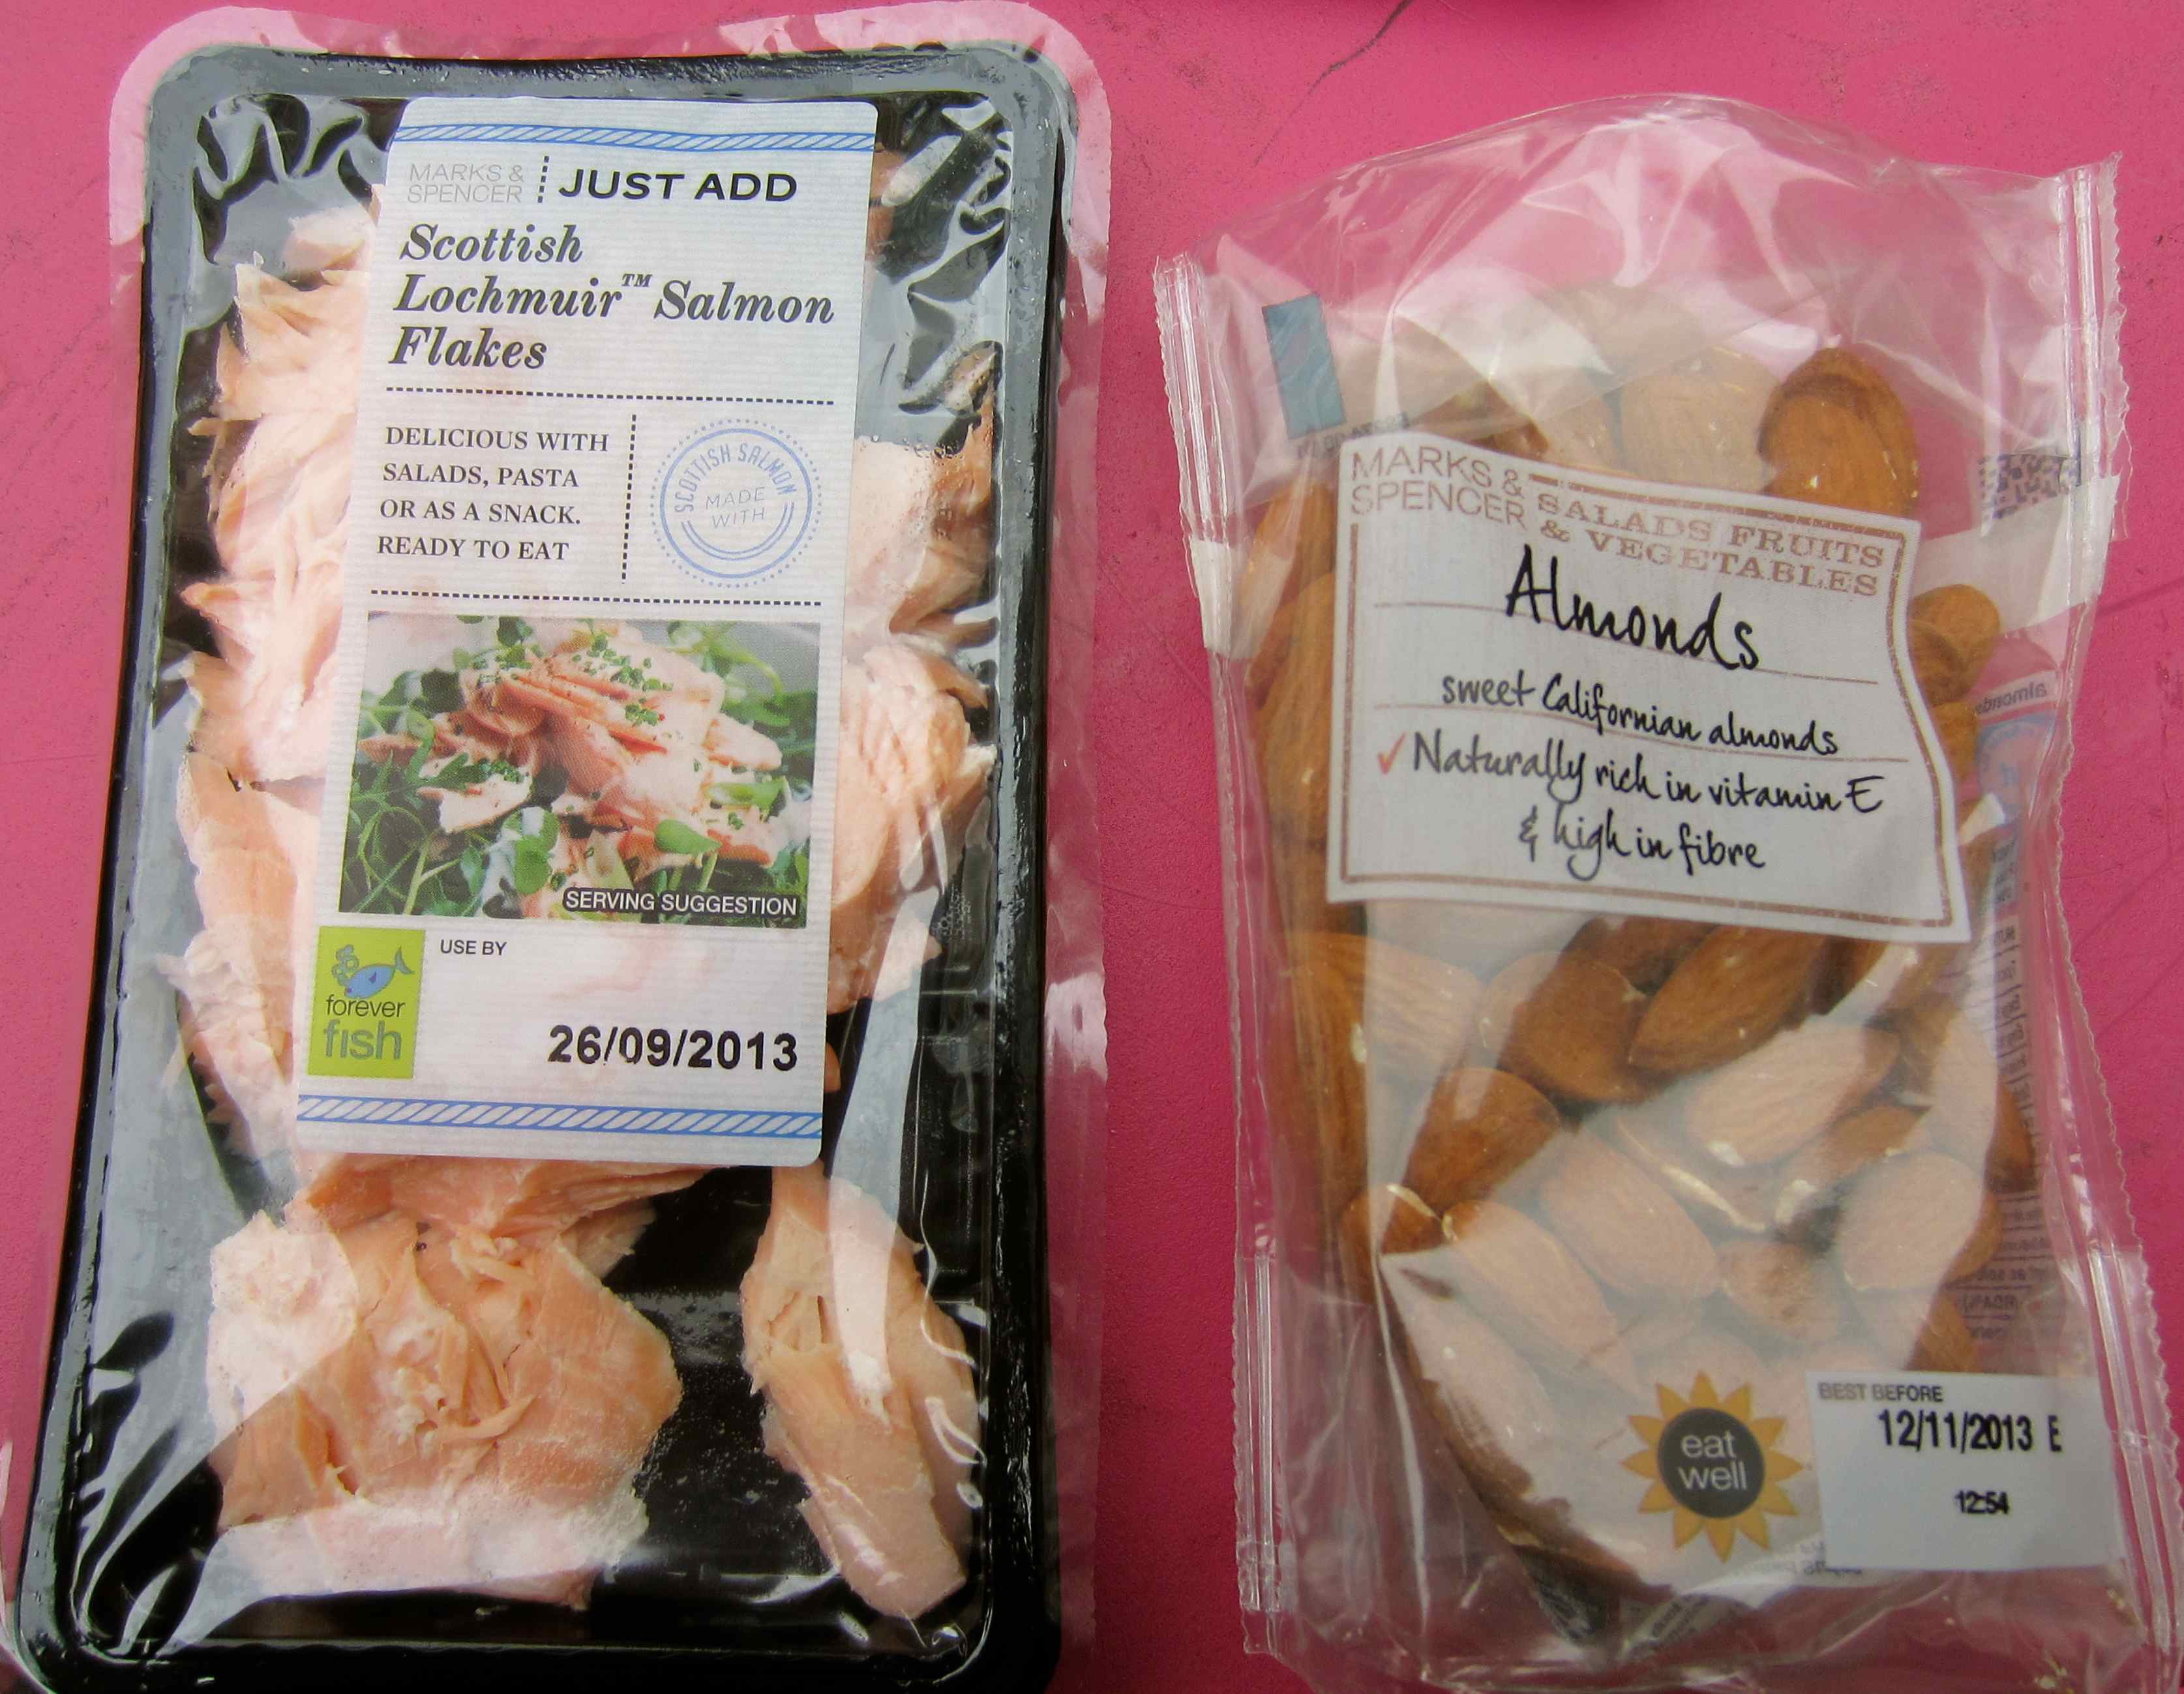 MARKS &
SPENCER
JUST ADD
Scottish
Lochmuir™ Salmon
Flakes
DELICIOUS WITH
SALADS, PASTA
OR AS A SNACK.
READY TO EAT
SCOTTISH SALMON
MADE
WITH
SERVING SUGGESTION
forever
fish
USE BY
26/09/2013
MARKS &
SPENCER
SALADS FRUITS
& VEGETABLES
Almonds
sweet Californian almonds
✓ Naturally rich in vitamin E
& high in fibre
almonds
eat
well
BEST BEFORE
12/11/2013 E
12:54